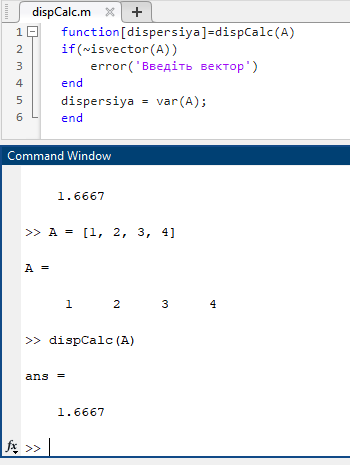 dispCalc.m
1 function[dispersiya]=dispCalc(A)
2 if(~isvector(A))
3 error('Введіть вектор')
4 end
5 dispersiya = var(A);
6 end
Command Window
1.6667
>> A = [1, 2, 3, 4]
A =
1 2 3 4
>> dispCalc(A)
ans =
1.6667
fx >>